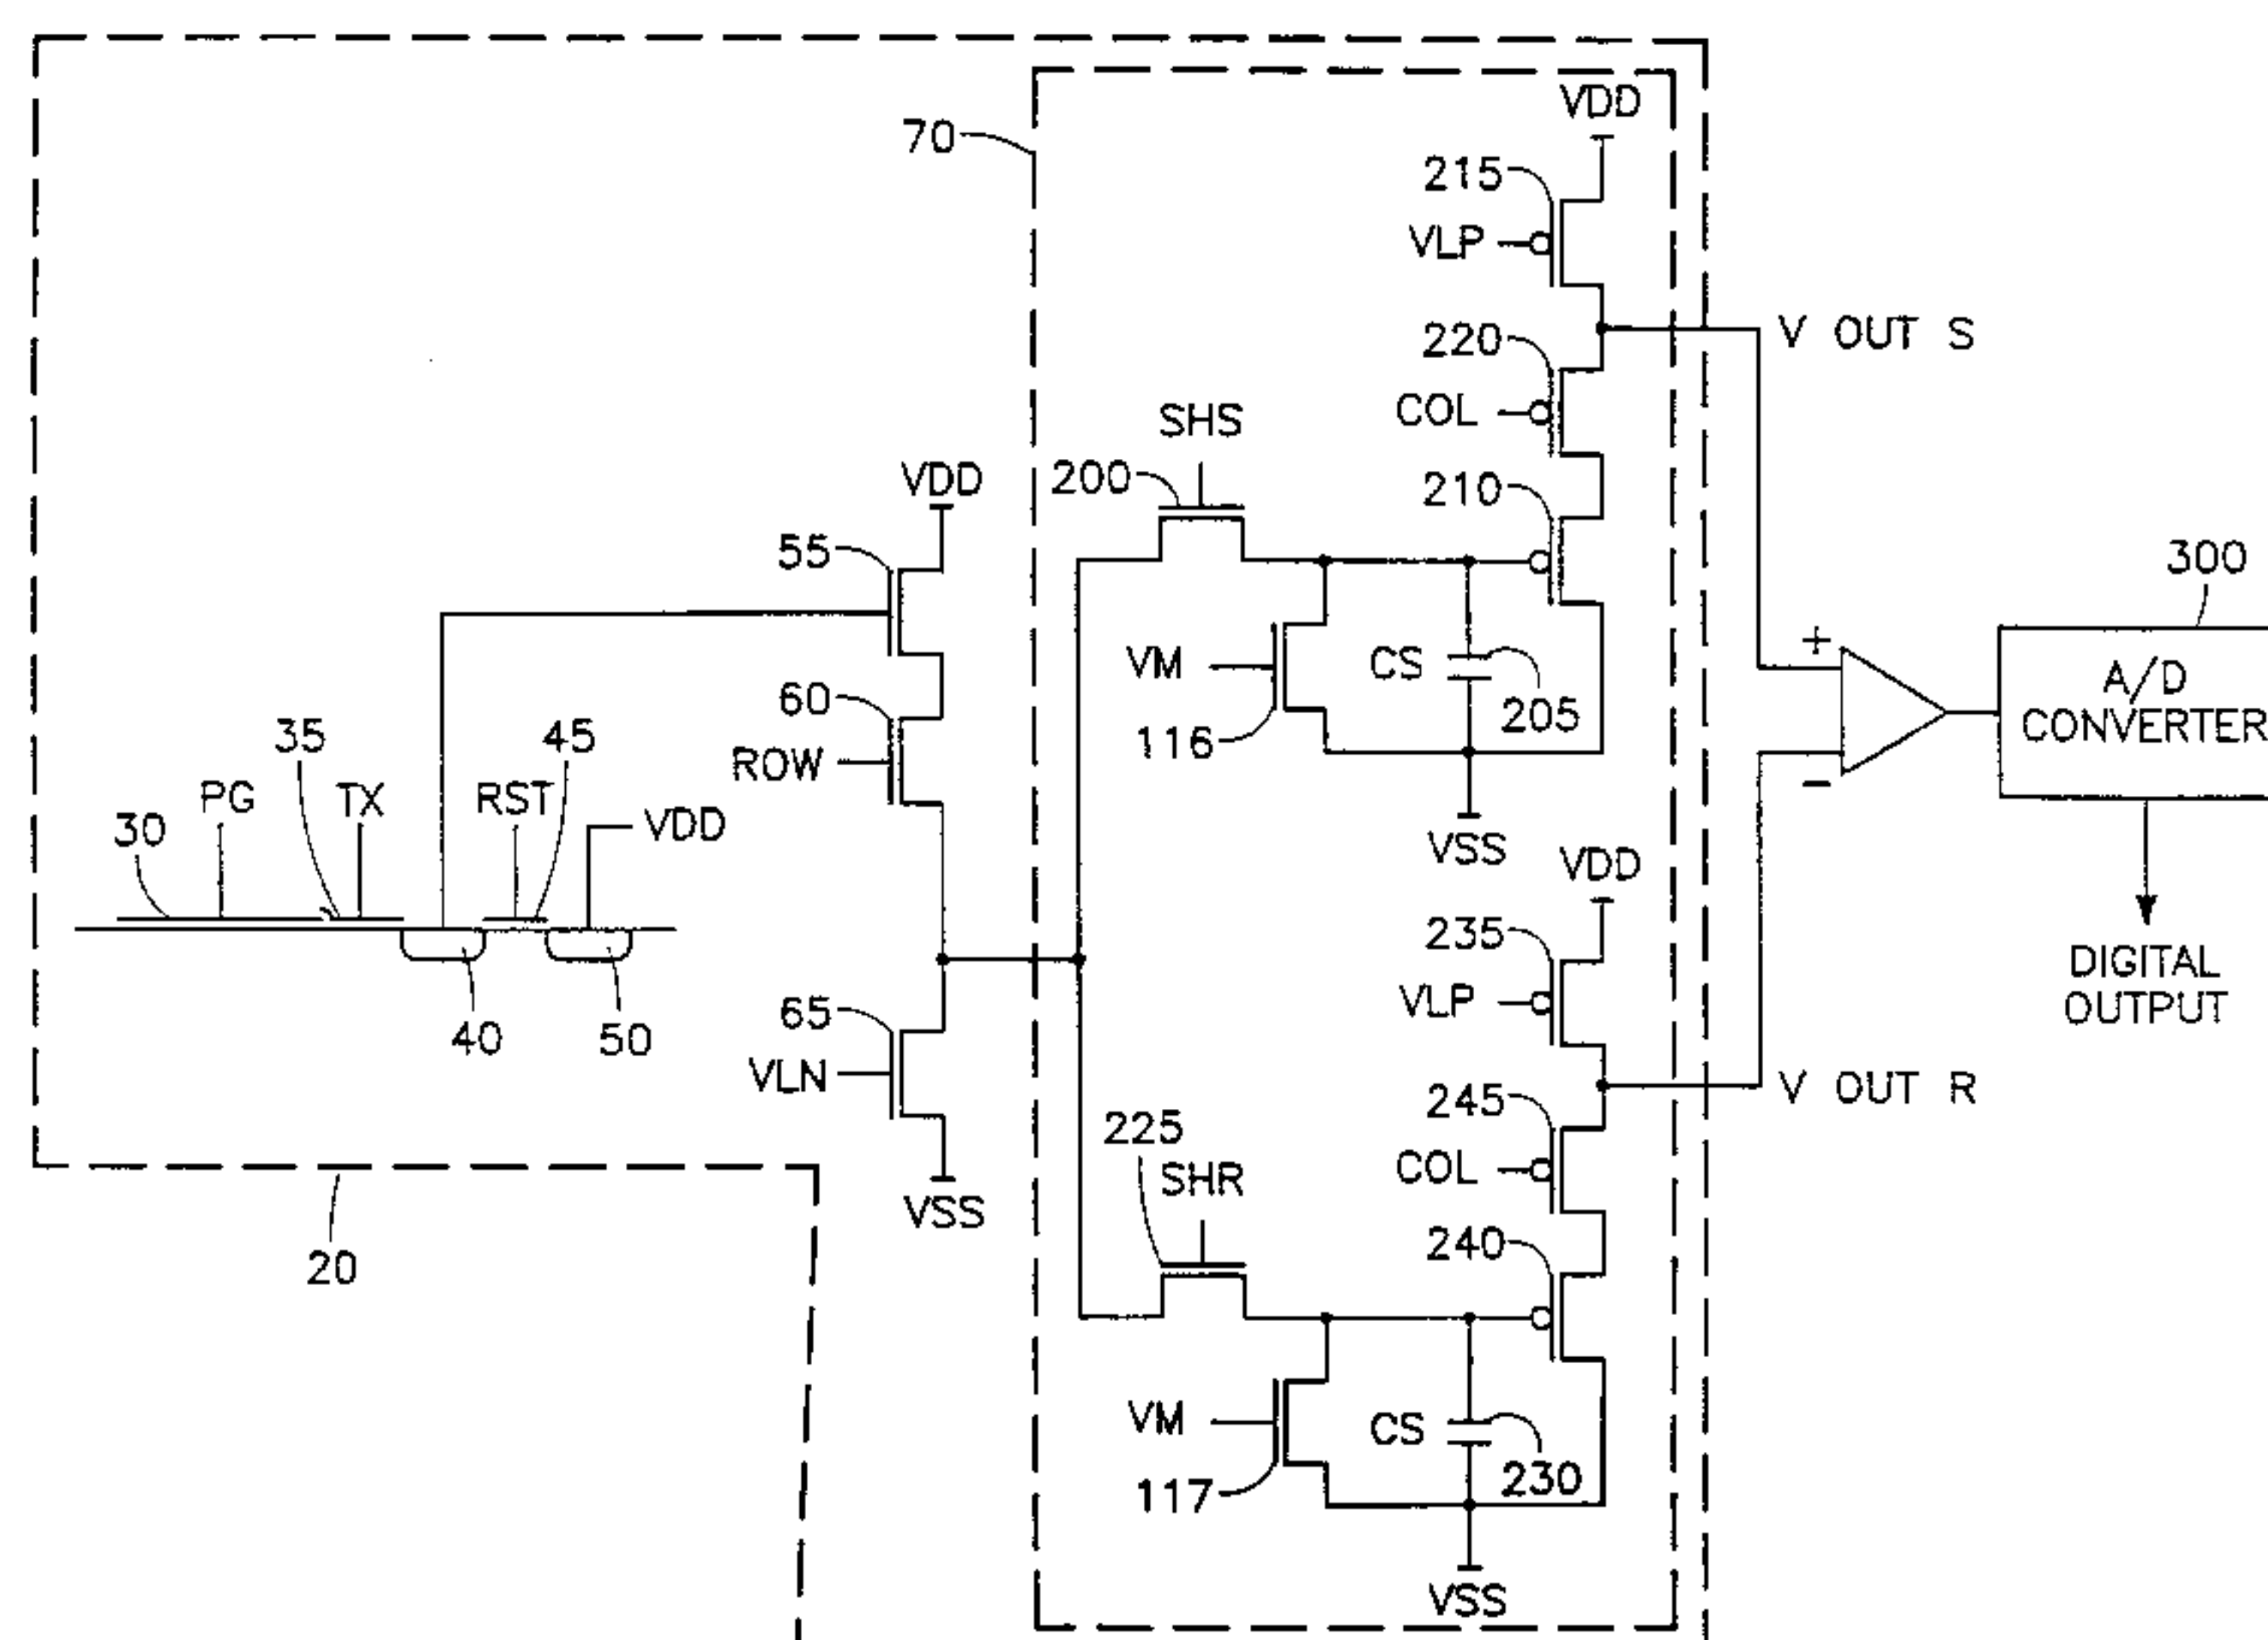 VDD
70
215
VLP
V OUT S
220
COL
SHS
200
VDD
210
55
300
+
A/D
CONVERTER
VM
CS
205
60
116
35
45
ROW
PG
TX
RST
VDD
30
−
VSS
VDD
235
DIGITAL
OUTPUT
VLP
65
40
50
VLN
V OUT R
245
225
COL
SHR
VSS
240
20
VM
CS
230
117
VSS